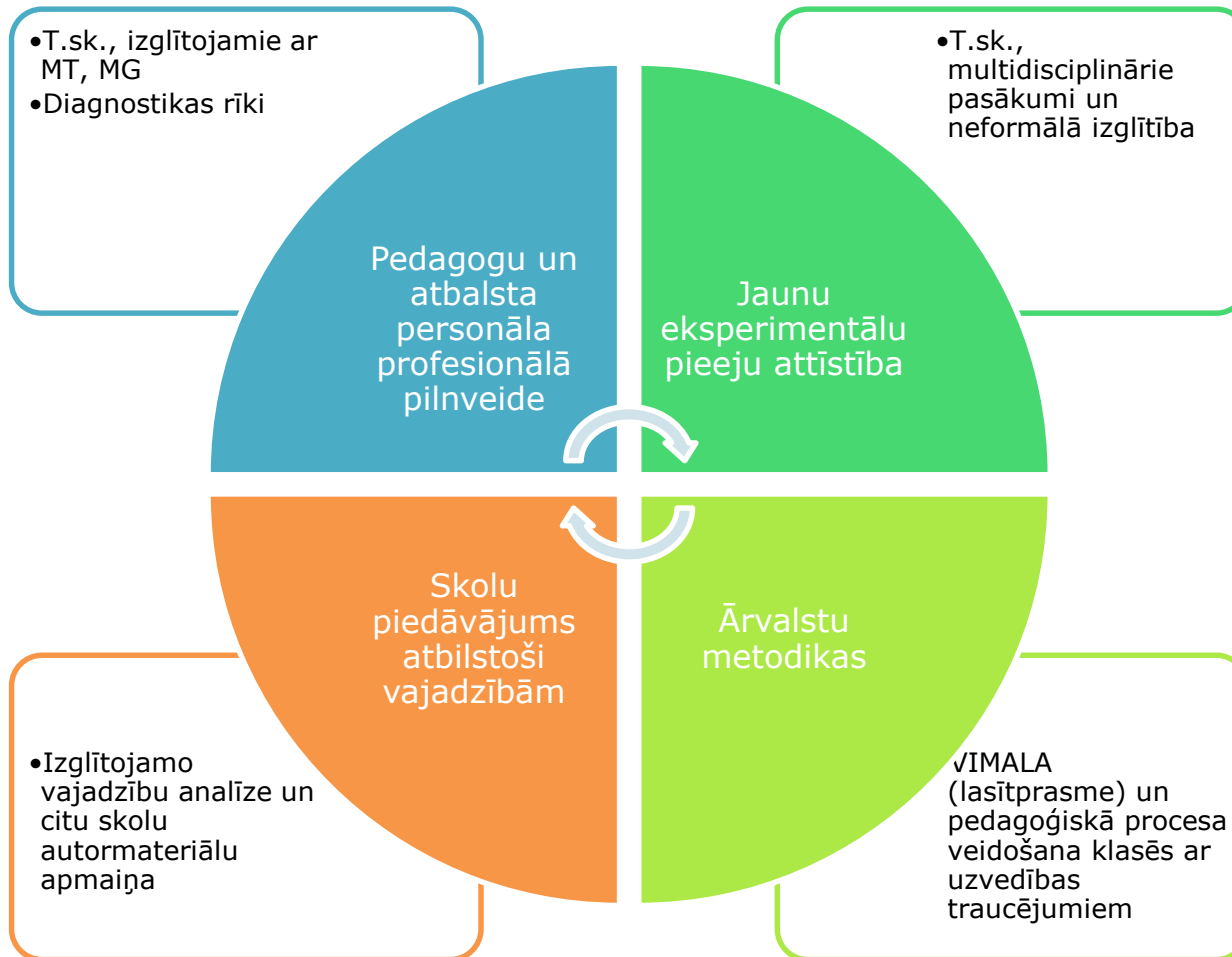 •T.sk., izglītojamie ar
MT, MG
•Diagnostikas rīki
•T.sk.,
multidisciplinārie
pasākumi un
neformālā izglītība
Pedagogu un
atbalsta
personāla
profesionālā
pilnveide
Jaunu
eksperimentālu
pieeju attīstība
Skolu
piedāvājums
atbilstoši
vajadzībām
Ārvalstu
metodikas
•Izglītojamo
vajadzību analīze un
citu skolu
autormateriālu
apmaiņa
VIMALA
(lasītprasme) un
pedagoģiskā procesa
veidošana klasēs ar
uzvedības
traucējumiem